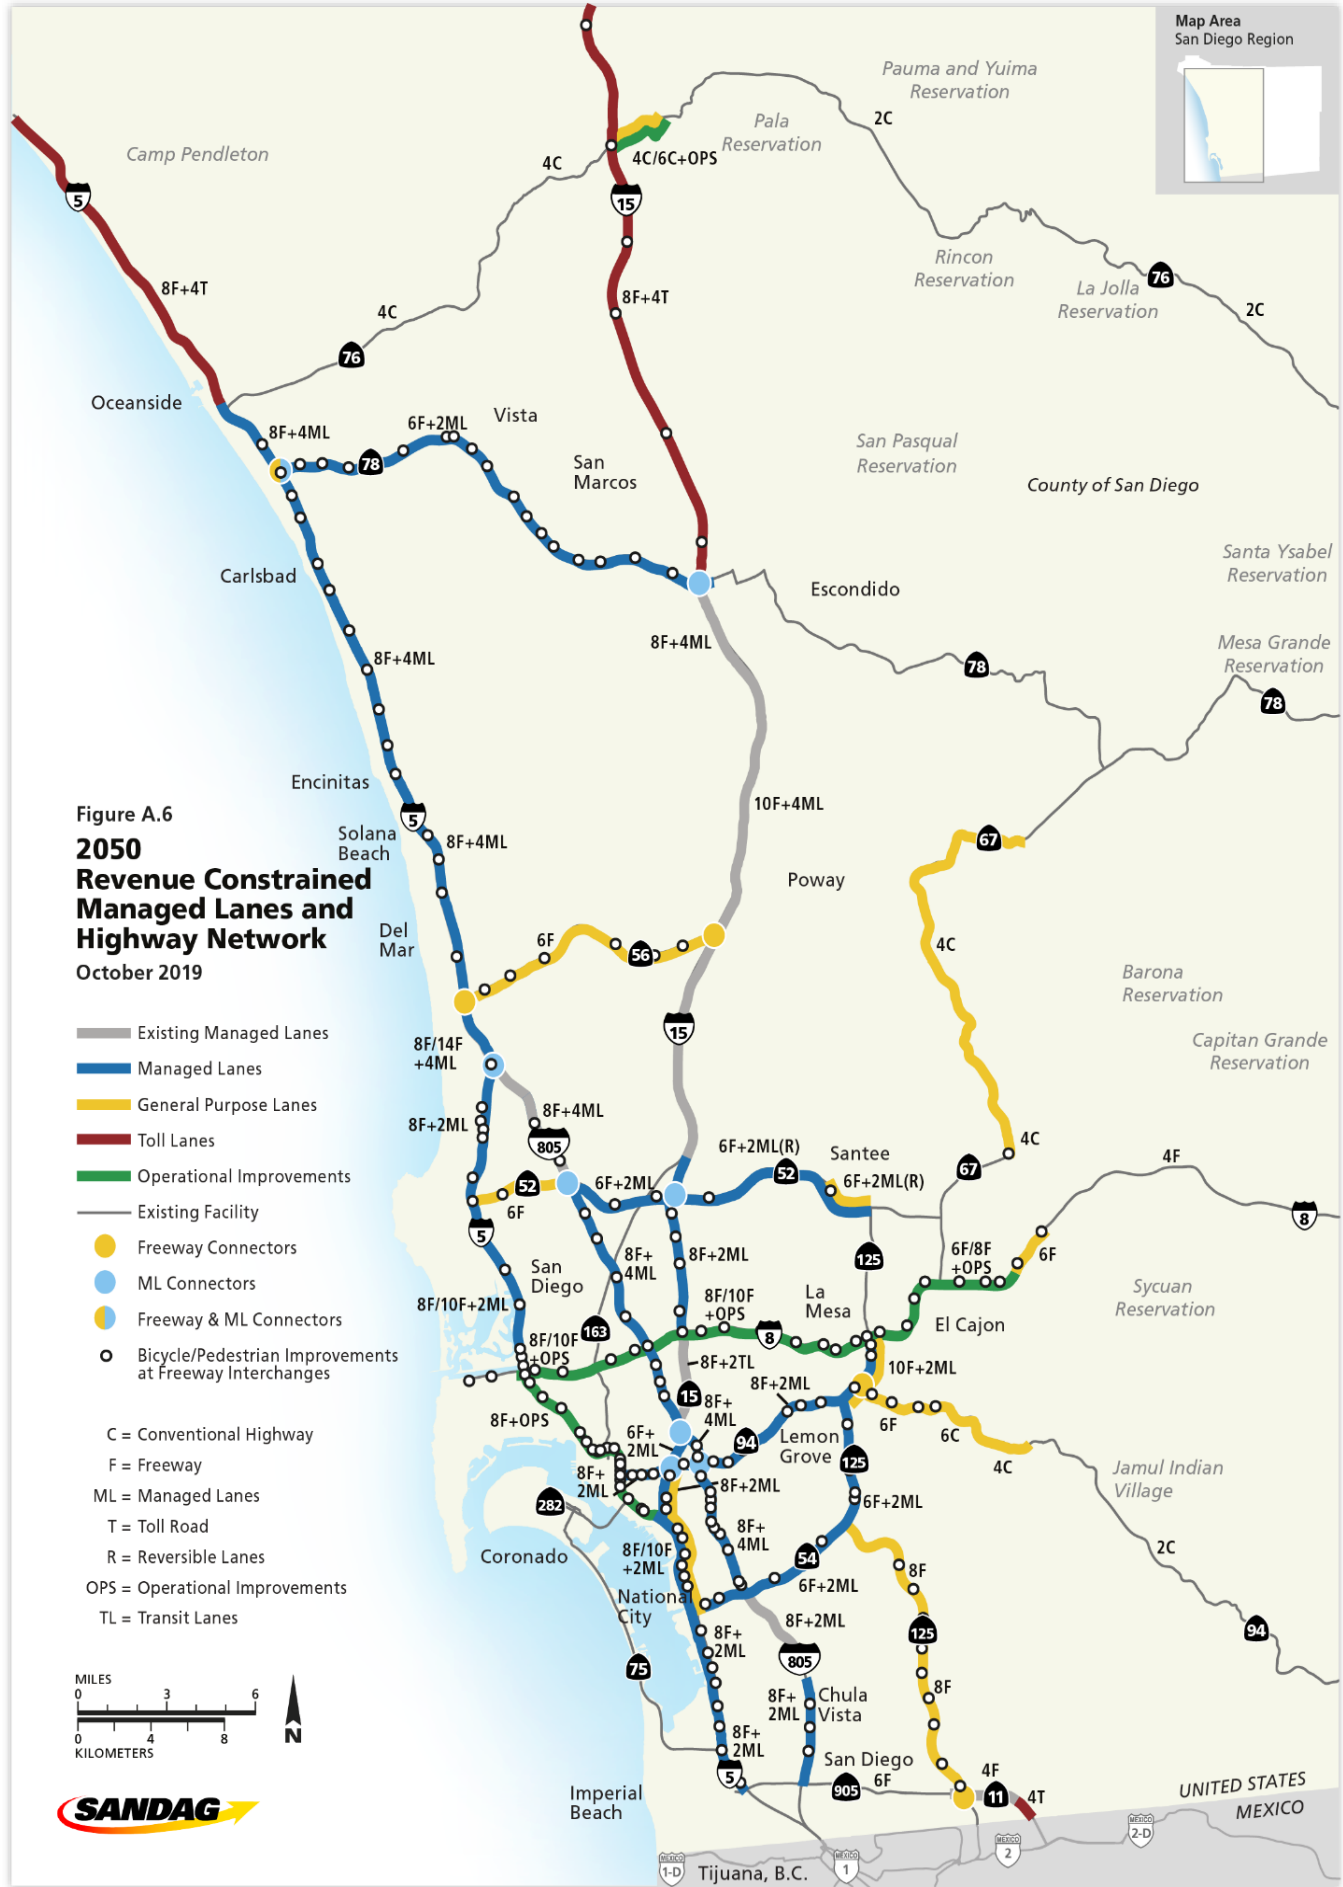 Map Area
San Diego Region
Pauma and Yuima
Reservation
Pala
Reservation
2C
Camp Pendleton
4C
4C/6C+OPS
5
15
Rincon
Reservation
La Jolla
Reservation
76
2C
8F+4T
8F+4T
4C
76
Oceanside
8F+4ML
6F+2ML
Vista
78
San
Marcos
San Pasqual
Reservation
County of San Diego
Santa Ysabel
Reservation
Carlsbad
Escondido
8F+4ML
8F+4ML
Mesa Grande
Reservation
78
78
Encinitas
10F+4ML
5
Solana
Beach
8F+4ML
67
Poway
Figure A.6
2050
Revenue Constrained
Managed Lanes and
Highway Network
October 2019
Del
Mar
6F
56
4C
Barona
Reservation
15
Capitan Grande
Reservation
8F/14F
+4ML
8F+4ML
8F+2ML
805
6F+2ML(R)
Santee
4C
67
4F
52
6F
6F+2ML
52
6F+2ML(R)
8
5
San
Diego
8F+
4ML
8F+2ML
125
6F/8F
+OPS
6F
8F/10F+2ML
8F/10F
+OPS
La
Mesa
Sycuan
Reservation
163
8
El Cajon
8F/10F
+OPS
8F+2TL
10F+2ML
15
8F+2ML
8F+OPS
8F+
4ML
6F+
2ML
94
Lemon
Grove
6F
6C
4C
125
Jamul Indian
Village
8F+
2ML
8F+2ML
282
6F+2ML
8F+
4ML
2C
Coronado
8F/10F
+2ML
54
6F+2ML
8F
National
City
8F+2ML
125
94
8F+
2ML
805
75
8F+
2ML
Chula
Vista
8F
8F+
2ML
San Diego
5
905
6F
4F
11
4T
UNITED STATES
MEXICO
Imperial
Beach
MEXICO
1-D
Tijuana, B.C.
MEXICO
1
MEXICO
2
MEXICO
2-D
Existing Managed Lanes
Managed Lanes
General Purpose Lanes
Toll Lanes
Operational Improvements
Existing Facility
Freeway Connectors
ML Connectors
Freeway & ML Connectors
Bicycle/Pedestrian Improvements
at Freeway Interchanges
C = Conventional Highway
F = Freeway
ML = Managed Lanes
T = Toll Road
R = Reversible Lanes
OPS = Operational Improvements
TL = Transit Lanes
MILES
0 3 6
0 4 8
KILOMETERS
N
SANDAG